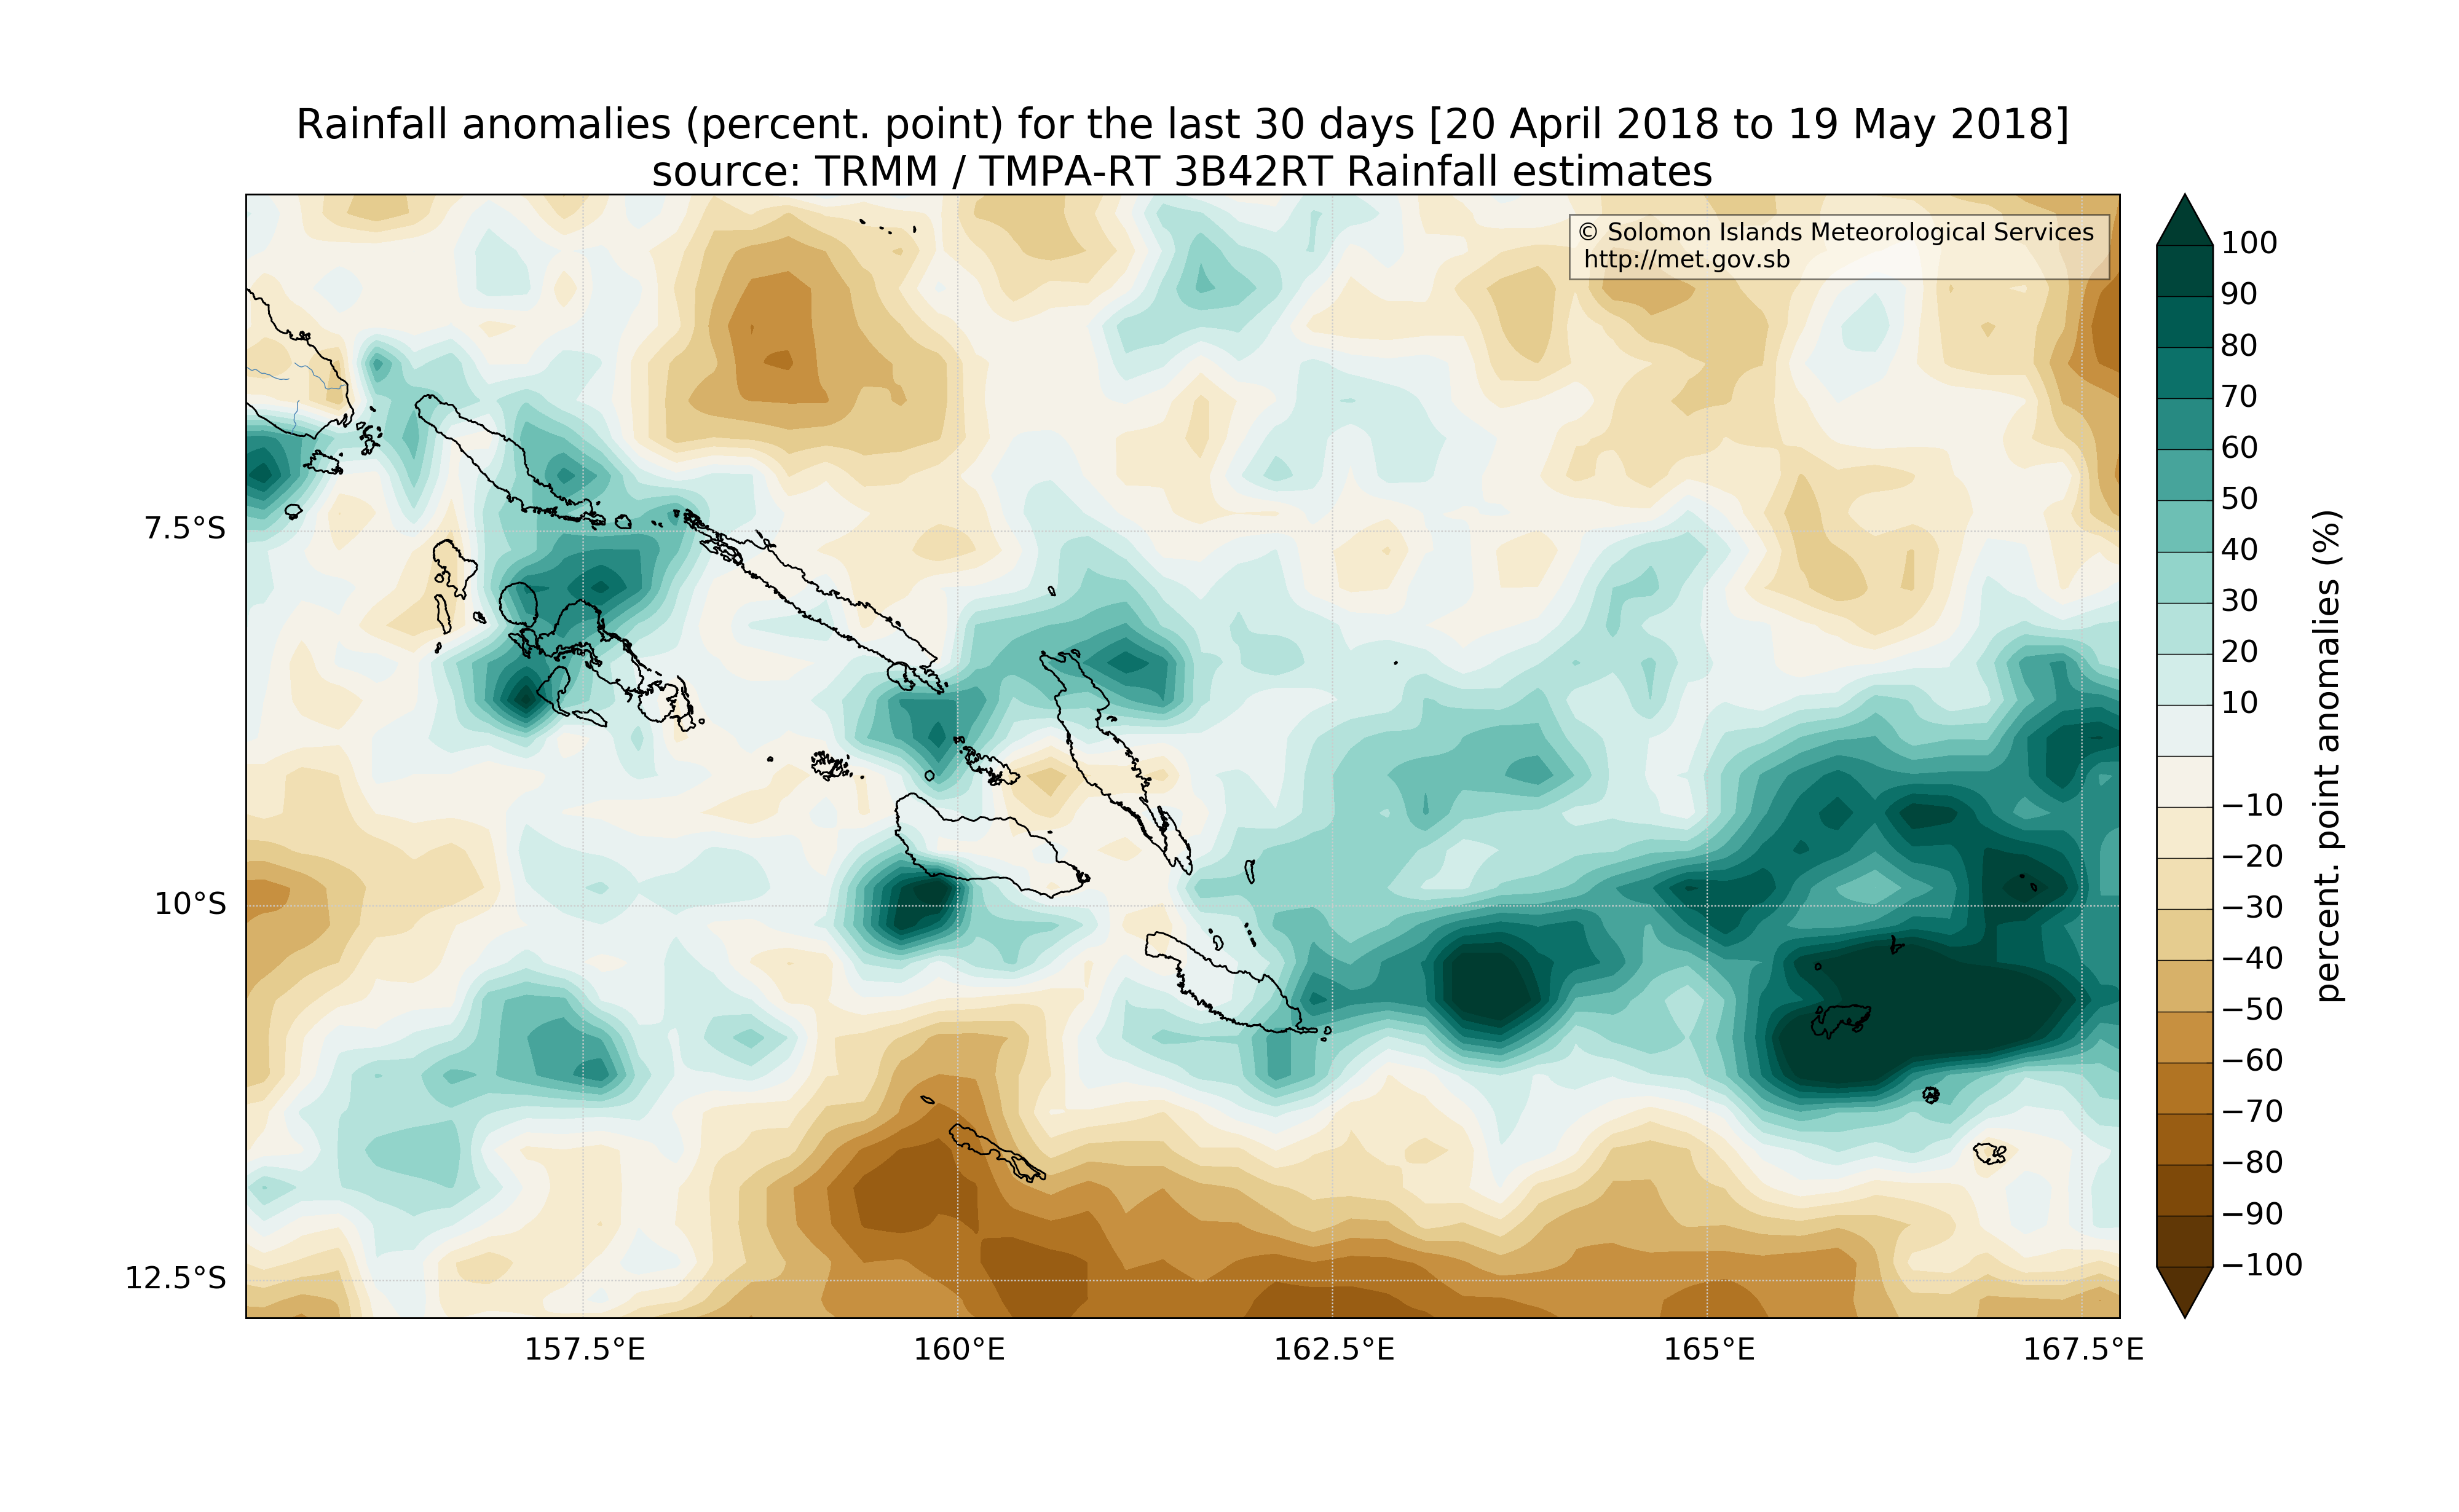 Rainfall anomalies (percent. point) for the last 30 days [20 April 2018 to 19 May 2018]
source: TRMM / TMPA-RT 3B42RT Rainfall estimates
© Solomon Islands Meteorological Services
http://met.gov.sb
7.5°S
10°S
12.5°S
157.5°E
160°E
162.5°E
165°E
167.5°E
100
90
80
70
60
50
40
30
20
10
−10
−20
−30
−40
−50
−60
−70
−80
−90
−100
percent. point anomalies (%)